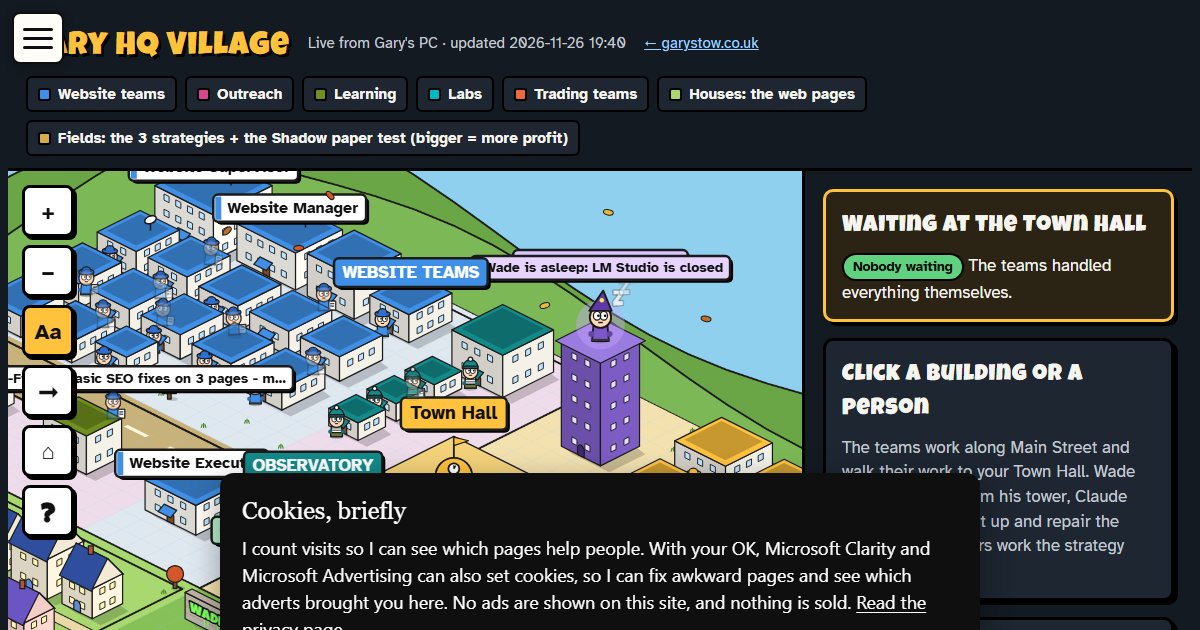 ARY HQ VILLAGE
Live from Gary's PC · updated 2026-11-26 19:40
← garystow.co.uk
Website teams
Outreach
Learning
Labs
Trading teams
Houses: the web pages
Fields: the 3 strategies + the Shadow paper test (bigger = more profit)
Website Manager
WEBSITE TEAMS
Wade is asleep: LM Studio is closed
z
z
+
−
Aa
→
⌂
?
asic SEO fixes on 3 pages - m...
Town Hall
Website Execut
OBSERVATORY
WAD
WAITING AT THE TOWN HALL
Nobody waiting The teams handled
everything themselves.
CLICK A BUILDING OR A
PERSON
The teams work along Main Street and
walk their work to your Town Hall. Wade
m his tower, Claude
t up and repair the
rs work the strategy
Cookies, briefly
I count visits so I can see which pages help people. With your OK, Microsoft Clarity and
Microsoft Advertising can also set cookies, so I can fix awkward pages and see which
adverts brought you here. No ads are shown on this site, and nothing is sold. Read the
privacy page.